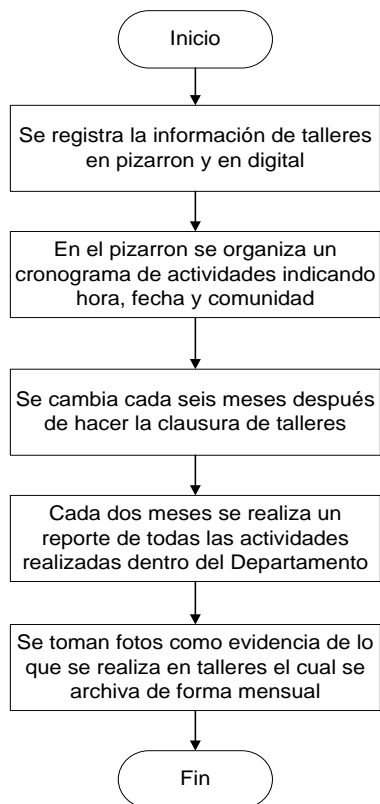 Inicio
Se registra la información de talleres
en pizarron y en digital
En el pizarron se organiza un
cronograma de actividades indicando
hora, fecha y comunidad
Se cambia cada seis meses después
de hacer la clausura de talleres
Cada dos meses se realiza un
reporte de todas las actividades
realizadas dentro del Departamento
Se toman fotos como evidencia de lo
que se realiza en talleres el cual se
archiva de forma mensual
Fin